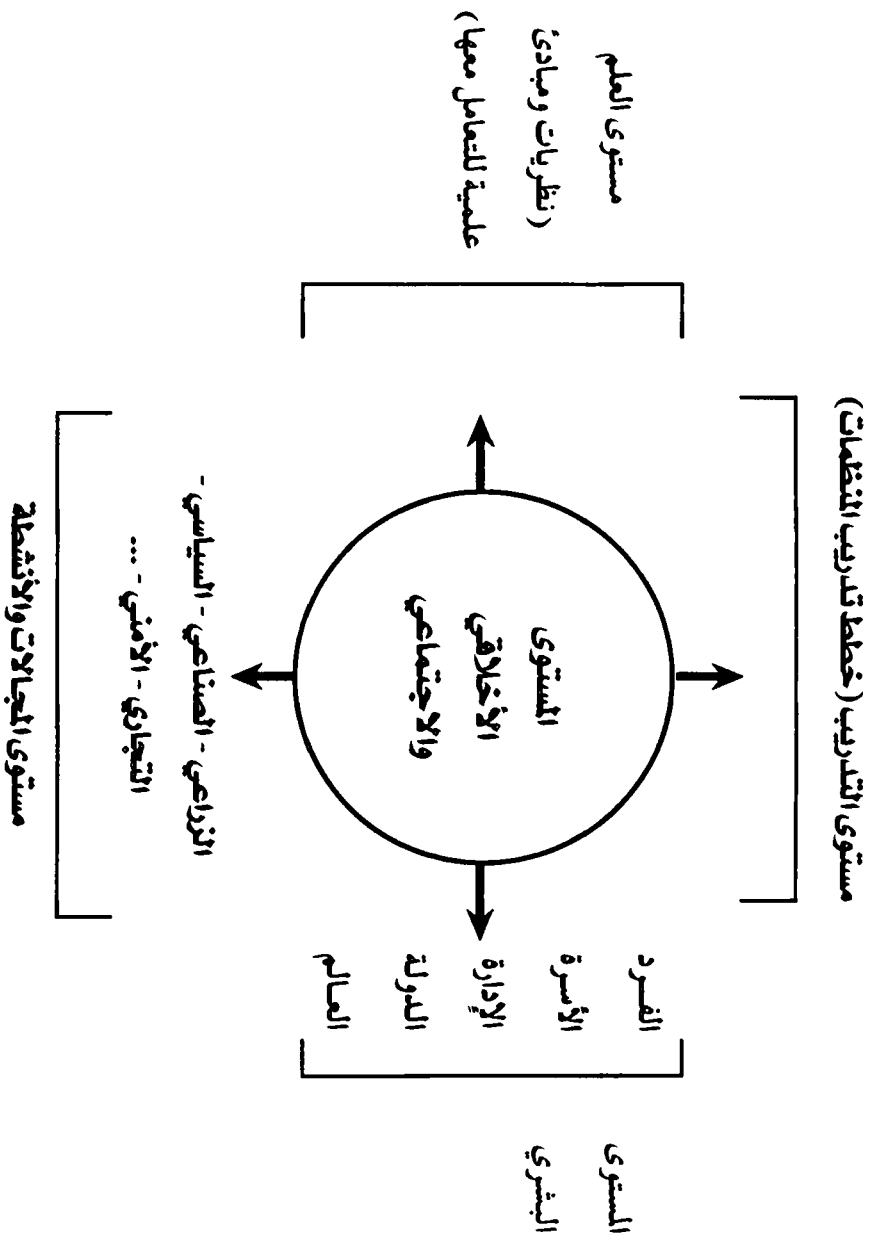 مستوى التدريب (خطط تدريب المنظمات)
مستوى العلم
(نظريات ومبادئ
علمية للتعامل معها)
المستوى
الأخلاقي
والاجتماعي
الفرد
الأسرة
الإدارة
الدولة
العالم
المستوى
البشري
الزراعي - الصناعي - السياسي -
التجاري - الأمني - ...
مستوى المجالات والأنشطة